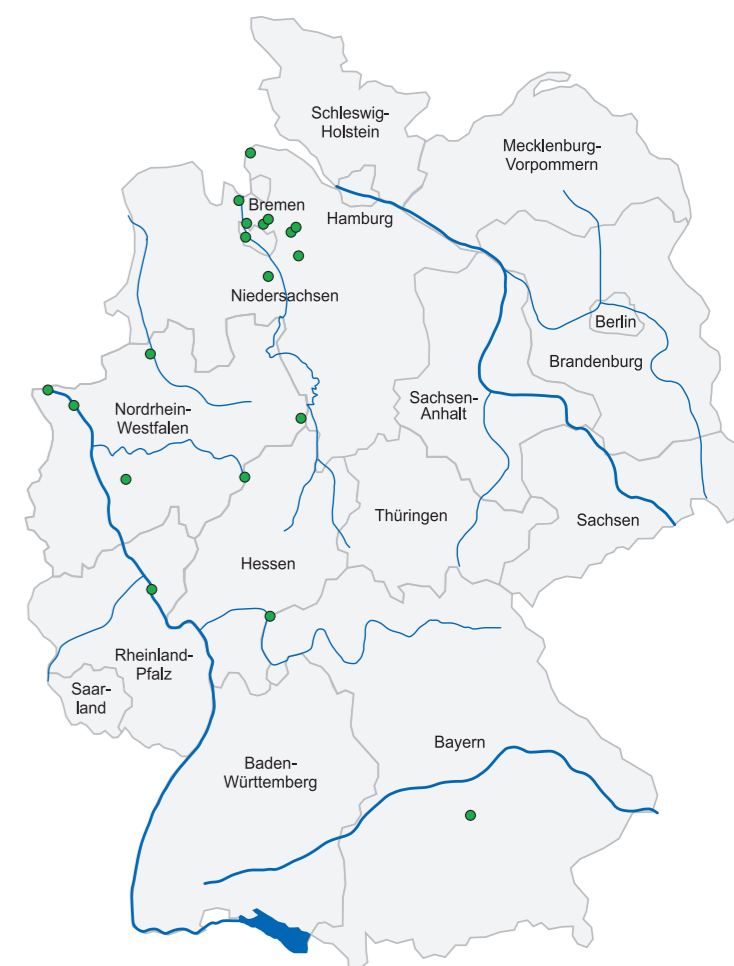 Schleswig-
Holstein
Mecklenburg-
Vorpommern
Bremen
Hamburg
Niedersachsen
Berlin
Brandenburg
Sachsen-
Anhalt
Nordrhein-
Westfalen
Thüringen
Sachsen
Hessen
Rheinland-
Pfalz
Saar-
land
Bayern
Baden-
Württemberg